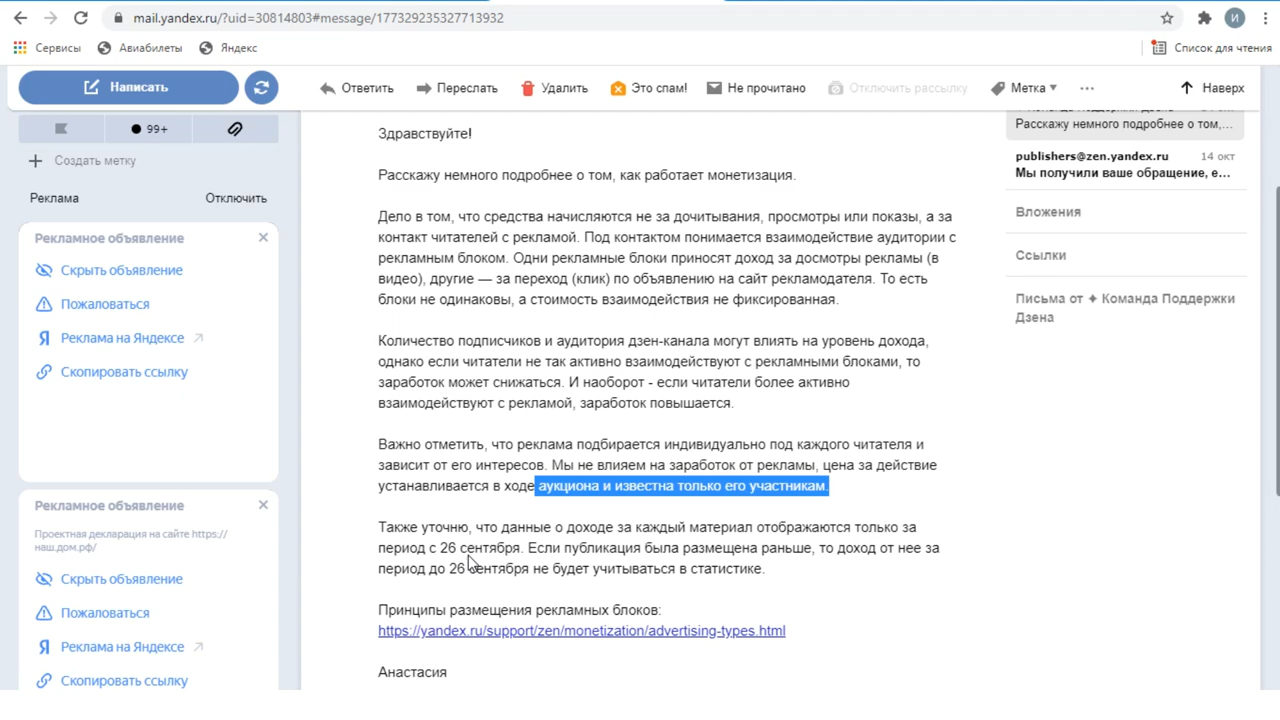 mail.yandex.ru/?uid=30814803#message/177329235327713932
И
Сервисы
Авиабилеты
Яндекс
Список для чтения
Написать
Ответить
Переслать
Удалить
Это спам!
Не прочитано
Отключить рассылку
Метка
Наверх
99+
Создать метку
Реклама
Отключить
Рекламное объявление
Скрыть объявление
Пожаловаться
Реклама на Яндексе
Скопировать ссылку
Рекламное объявление
Проектная декларация на сайте https://
наш.дом.рф/
Скрыть объявление
Пожаловаться
Реклама на Яндексе
Скопировать ссылку
Здравствуйте!
Расскажу немного подробнее о том, как работает монетизация.
Дело в том, что средства начисляются не за дочитывания, просмотры или показы, а за
контакт читателей с рекламой. Под контактом понимается взаимодействие аудитории с
рекламным блоком. Одни рекламные блоки приносят доход за досмотры рекламы (в
видео), другие — за переход (клик) по объявлению на сайт рекламодателя. То есть
блоки не одинаковы, а стоимость взаимодействия не фиксированная.
Количество подписчиков и аудитория дзен-канала могут влиять на уровень дохода,
однако если читатели не так активно взаимодействуют с рекламными блоками, то
заработок может снижаться. И наоборот - если читатели более активно
взаимодействуют с рекламой, заработок повышается.
Важно отметить, что реклама подбирается индивидуально под каждого читателя и
зависит от его интересов. Мы не влияем на заработок от рекламы, цена за действие
устанавливается в ходе аукциона и известна только его участникам.
Также уточню, что данные о доходе за каждый материал отображаются только за
период с 26 сентября. Если публикация была размещена раньше, то доход от нее за
период до 26 сентября не будет учитываться в статистике.
Принципы размещения рекламных блоков:
https://yandex.ru/support/zen/monetization/advertising-types.html
Анастасия
Расскажу немного подробнее о том,...
publishers@zen.yandex.ru 14 окт
Мы получили ваше обращение, е...
Вложения
Ссылки
Письма от ✦ Команда Поддержки
Дзена